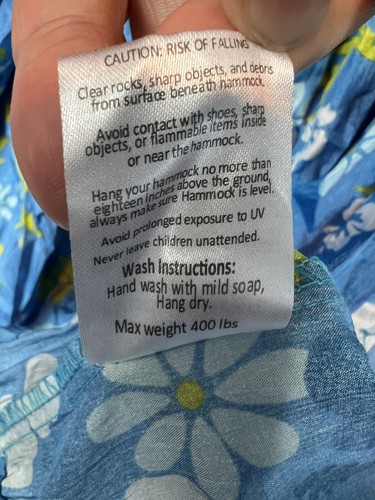 CAUTION: RISK OF FALLING
Clear rocks, sharp objects, and debris
from surface beneath hammock.
Avoid contact with shoes, sharp
objects, or flammable items inside
or near the hammock.
Hang your hammock no more than
eighteen inches above the ground,
always make sure Hammock is level.
Avoid prolonged exposure to UV
Never leave children unattended.
Wash Instructions:
Hand wash with mild soap,
Hang dry.
Max weight 400 lbs